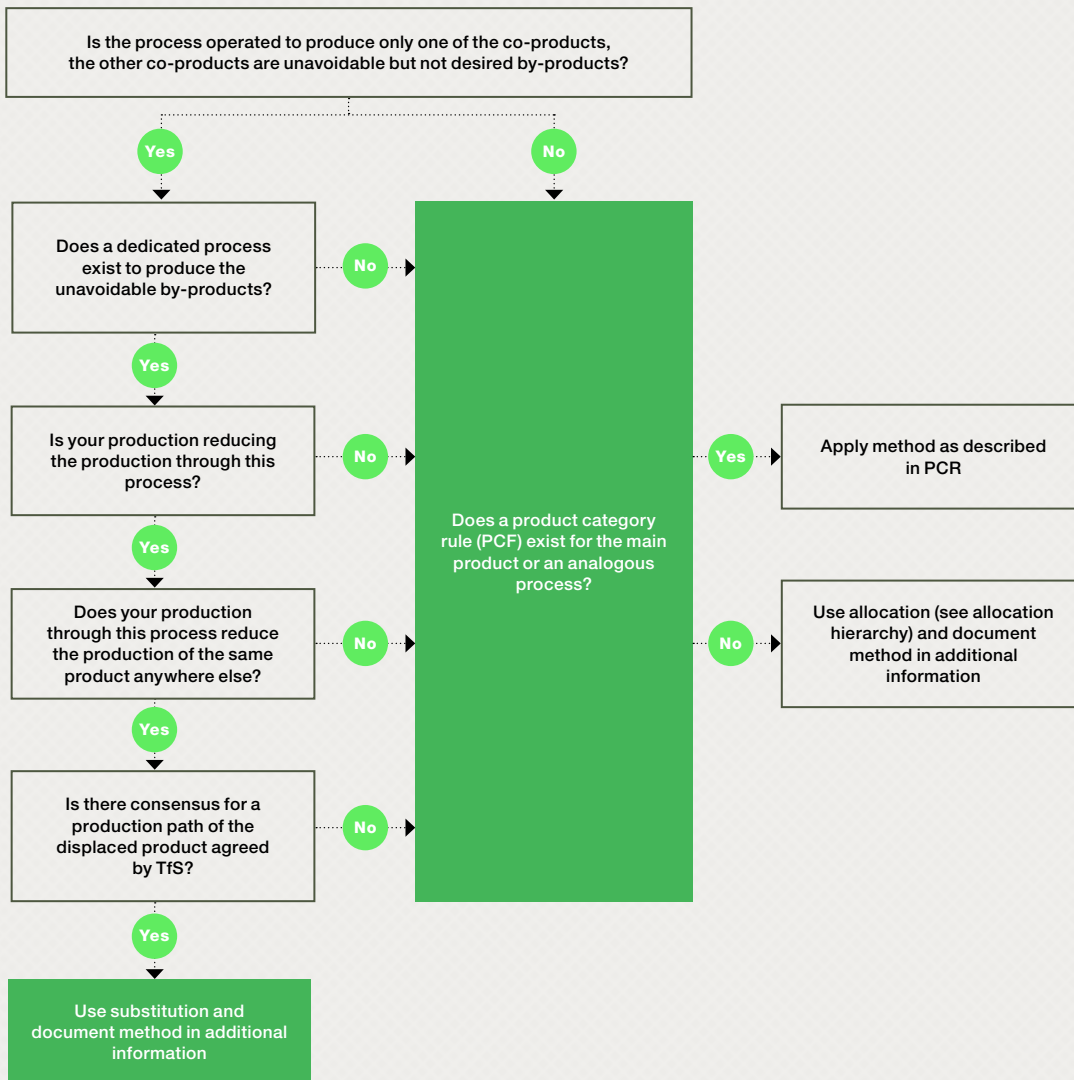 Is the process operated to produce only one of the co-products,
the other co-products are unavoidable but not desired by-products?
Yes
No
Does a dedicated process
exist to produce the
unavoidable by-products?
No
Yes
Is your production reducing
the production through this
process?
No
Yes
Does your production
through this process reduce
the production of the same
product anywhere else?
No
Yes
Is there consensus for a
production path of the
displaced product agreed
by TfS?
No
Yes
Use substitution and
document method in additional
information
Does a product category
rule (PCF) exist for the main
product or an analogous
process?
Yes
Apply method as described
in PCR
No
Use allocation (see allocation
hierarchy) and document
method in additional
information